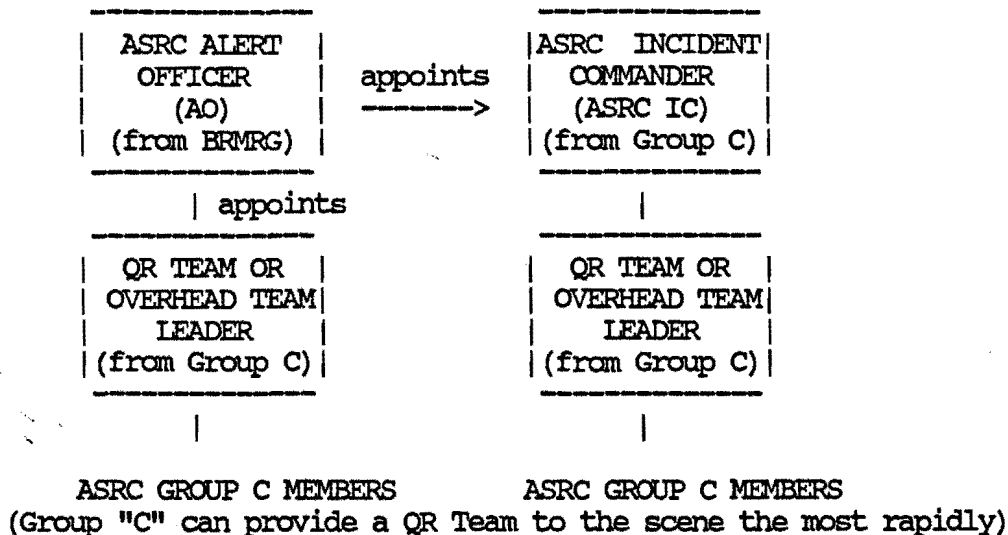 ASRC ALERT OFFICER (AO) (from BRMRG)
appoints
------>
ASRC INCIDENT COMMANDER (ASRC IC) (from Group C)
appoints
QR TEAM OR OVERHEAD TEAM LEADER (from Group C)
QR TEAM OR OVERHEAD TEAM LEADER (from Group C)
ASRC GROUP C MEMBERS
ASRC GROUP C MEMBERS
(Group "C" can provide a QR Team to the scene the most rapidly)